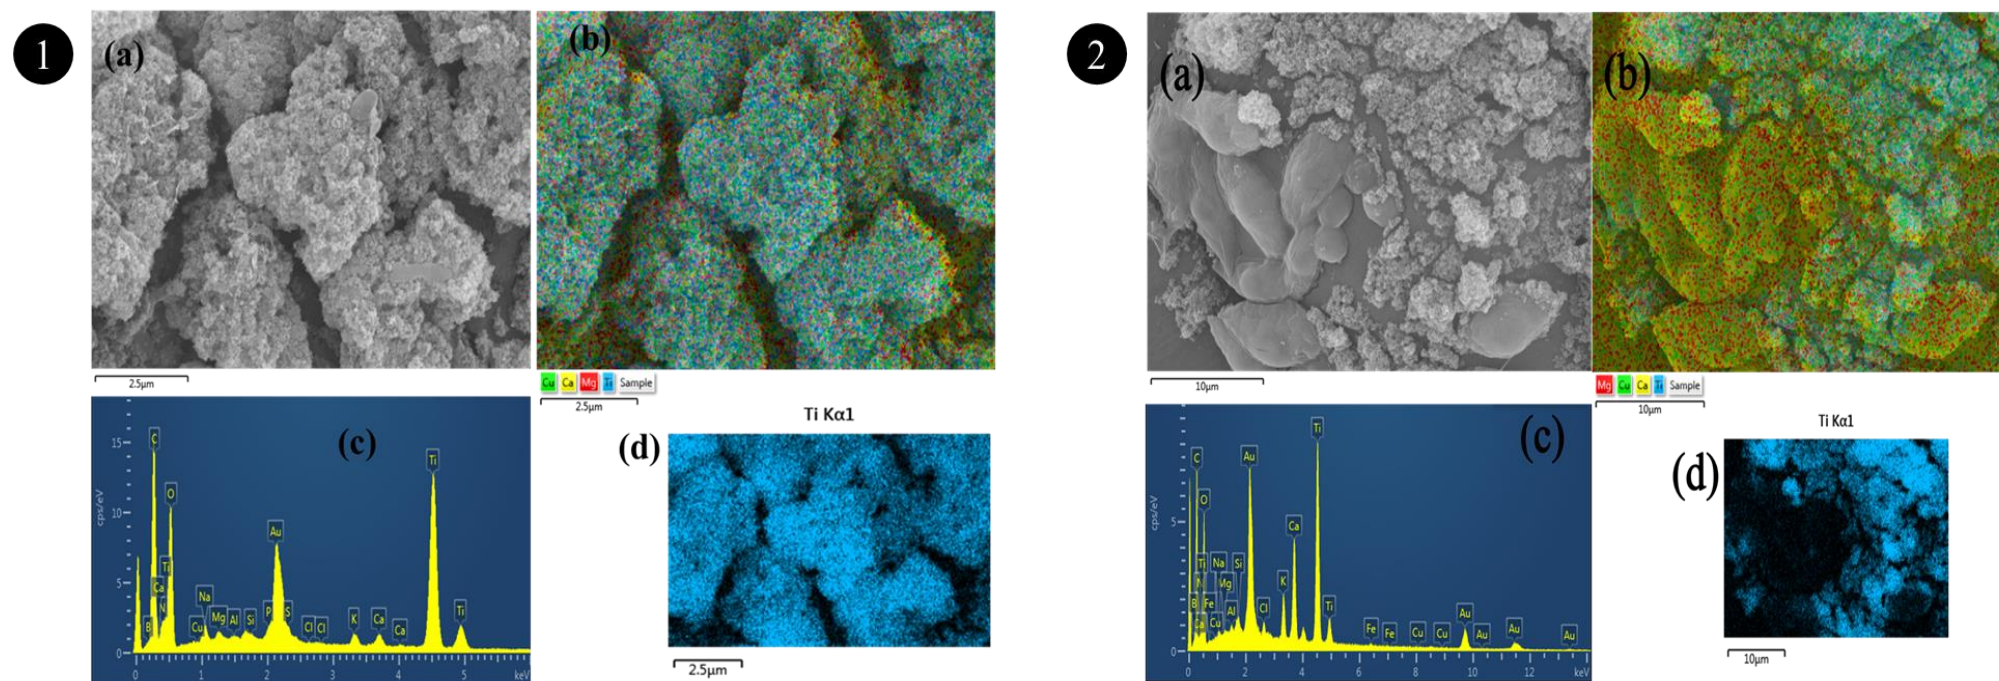 1
(a)
2.5µm
(b)
Cu Ca Mg Ti Sample
2.5µm
(c)
15
10
5
0
cps/eV
C
O
Ti
Ca
N
B
Cu
Na
Mg
Al
Si
P
Au
S
Cl
Cl
K
Ca
Ca
Ti
Ti
0 1 2 3 4 5 keV
Ti Kα1
(d)
2.5µm
2
(a)
10µm
(b)
Mg Cu Ca Ti Sample
10µm
(c)
5
0
cps/eV
C
O
Ti
N
B
Ca
Fe
Cu
Na
Mg
Al
Si
Au
Cl
K
Ca
Ti
Ti
Fe
Fe
Cu
Cu
Au
Au
Au
Au
0 2 4 6 8 10 12 keV
Ti Kα1
(d)
10µm